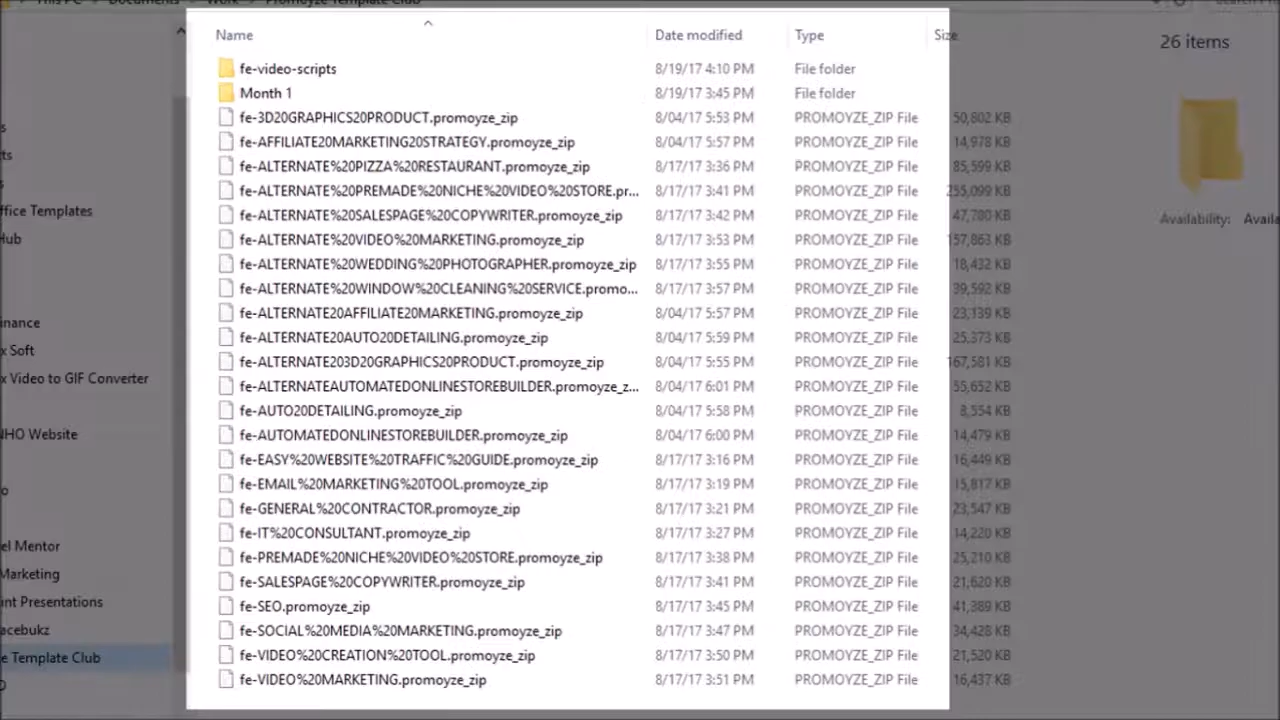 This PC Documents Work Promoyze Template Club
Name Date modified Type Size
26 items
fe-video-scripts 8/19/17 4:10 PM File folder
Month 1 8/19/17 3:45 PM File folder
fe-3D20GRAPHICS20PRODUCT.promoyze_zip 8/04/17 5:53 PM PROMOYZE_ZIP File 50,802 KB
fe-AFFILIATE20MARKETING20STRATEGY.promoyze_zip 8/04/17 5:57 PM PROMOYZE_ZIP File 14,978 KB
fe-ALTERNATE%20PIZZA%20RESTAURANT.promoyze_zip 8/17/17 3:36 PM PROMOYZE_ZIP File 85,599 KB
fe-ALTERNATE%20PREMADE%20NICHE%20VIDEO%20STORE.pr... 8/17/17 3:41 PM PROMOYZE_ZIP File 255,099 KB
fe-ALTERNATE%20SALESPAGE%20COPYWRITER.promoyze_zip 8/17/17 3:42 PM PROMOYZE_ZIP File 47,780 KB
fe-ALTERNATE%20VIDEO%20MARKETING.promoyze_zip 8/17/17 3:53 PM PROMOYZE_ZIP File 157,863 KB
fe-ALTERNATE%20WEDDING%20PHOTOGRAPHER.promoyze_zip 8/17/17 3:55 PM PROMOYZE_ZIP File 18,432 KB
fe-ALTERNATE%20WINDOW%20CLEANING%20SERVICE.promo... 8/17/17 3:57 PM PROMOYZE_ZIP File 39,592 KB
fe-ALTERNATE20AFFILIATE20MARKETING.promoyze_zip 8/04/17 5:57 PM PROMOYZE_ZIP File 23,139 KB
fe-ALTERNATE20AUTO20DETAILING.promoyze_zip 8/04/17 5:59 PM PROMOYZE_ZIP File 25,373 KB
fe-ALTERNATE203D20GRAPHICS20PRODUCT.promoyze_zip 8/04/17 5:55 PM PROMOYZE_ZIP File 167,581 KB
fe-ALTERNATEAUTOMATEDONLINESTOREBUILDER.promoyze_z... 8/04/17 6:01 PM PROMOYZE_ZIP File 55,652 KB
fe-AUTO20DETAILING.promoyze_zip 8/04/17 5:58 PM PROMOYZE_ZIP File 8,554 KB
fe-AUTOMATEDONLINESTOREBUILDER.promoyze_zip 8/04/17 6:00 PM PROMOYZE_ZIP File 14,479 KB
fe-EASY%20WEBSITE%20TRAFFIC%20GUIDE.promoyze_zip 8/17/17 3:16 PM PROMOYZE_ZIP File 16,449 KB
fe-EMAIL%20MARKETING%20TOOL.promoyze_zip 8/17/17 3:19 PM PROMOYZE_ZIP File 15,817 KB
fe-GENERAL%20CONTRACTOR.promoyze_zip 8/17/17 3:21 PM PROMOYZE_ZIP File 23,547 KB
fe-IT%20CONSULTANT.promoyze_zip 8/17/17 3:27 PM PROMOYZE_ZIP File 14,220 KB
fe-PREMADE%20NICHE%20VIDEO%20STORE.promoyze_zip 8/17/17 3:38 PM PROMOYZE_ZIP File 25,210 KB
fe-SALESPAGE%20COPYWRITER.promoyze_zip 8/17/17 3:41 PM PROMOYZE_ZIP File 21,620 KB
fe-SEO.promoyze_zip 8/17/17 3:45 PM PROMOYZE_ZIP File 41,389 KB
fe-SOCIAL%20MEDIA%20MARKETING.promoyze_zip 8/17/17 3:47 PM PROMOYZE_ZIP File 34,428 KB
fe-VIDEO%20CREATION%20TOOL.promoyze_zip 8/17/17 3:50 PM PROMOYZE_ZIP File 21,520 KB
fe-VIDEO%20MARKETING.promoyze_zip 8/17/17 3:51 PM PROMOYZE_ZIP File 16,437 KB
ffice Templates
Hub
inance
x Soft
x Video to GIF Converter
NHO Website
el Mentor
Marketing
int Presentations
acebukz
e Template Club
Availability: Availa